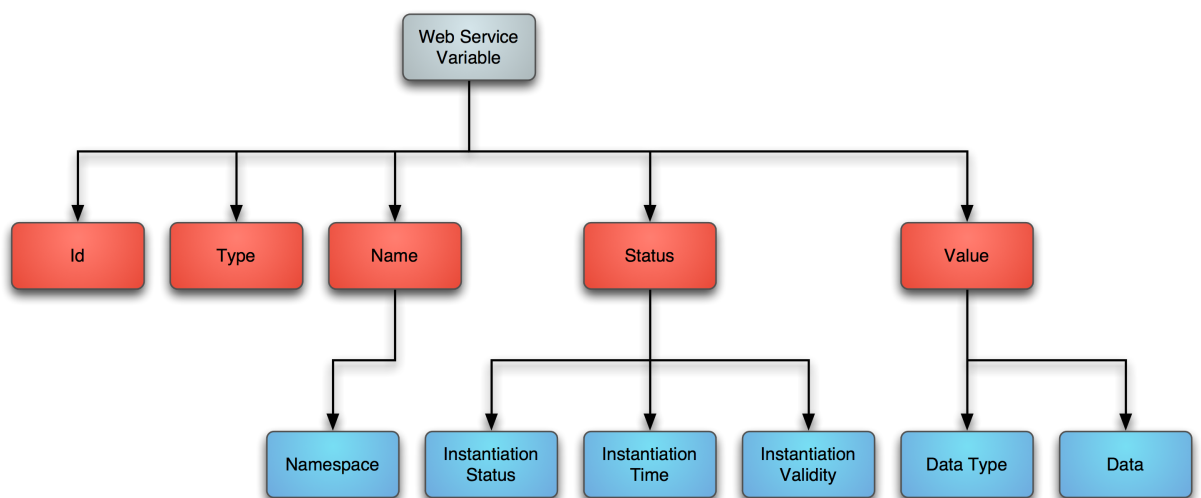 Web Service
Variable
Id
Type
Name
Status
Value
Namespace
Instantiation
Status
Instantiation
Time
Instantiation
Validity
Data Type
Data